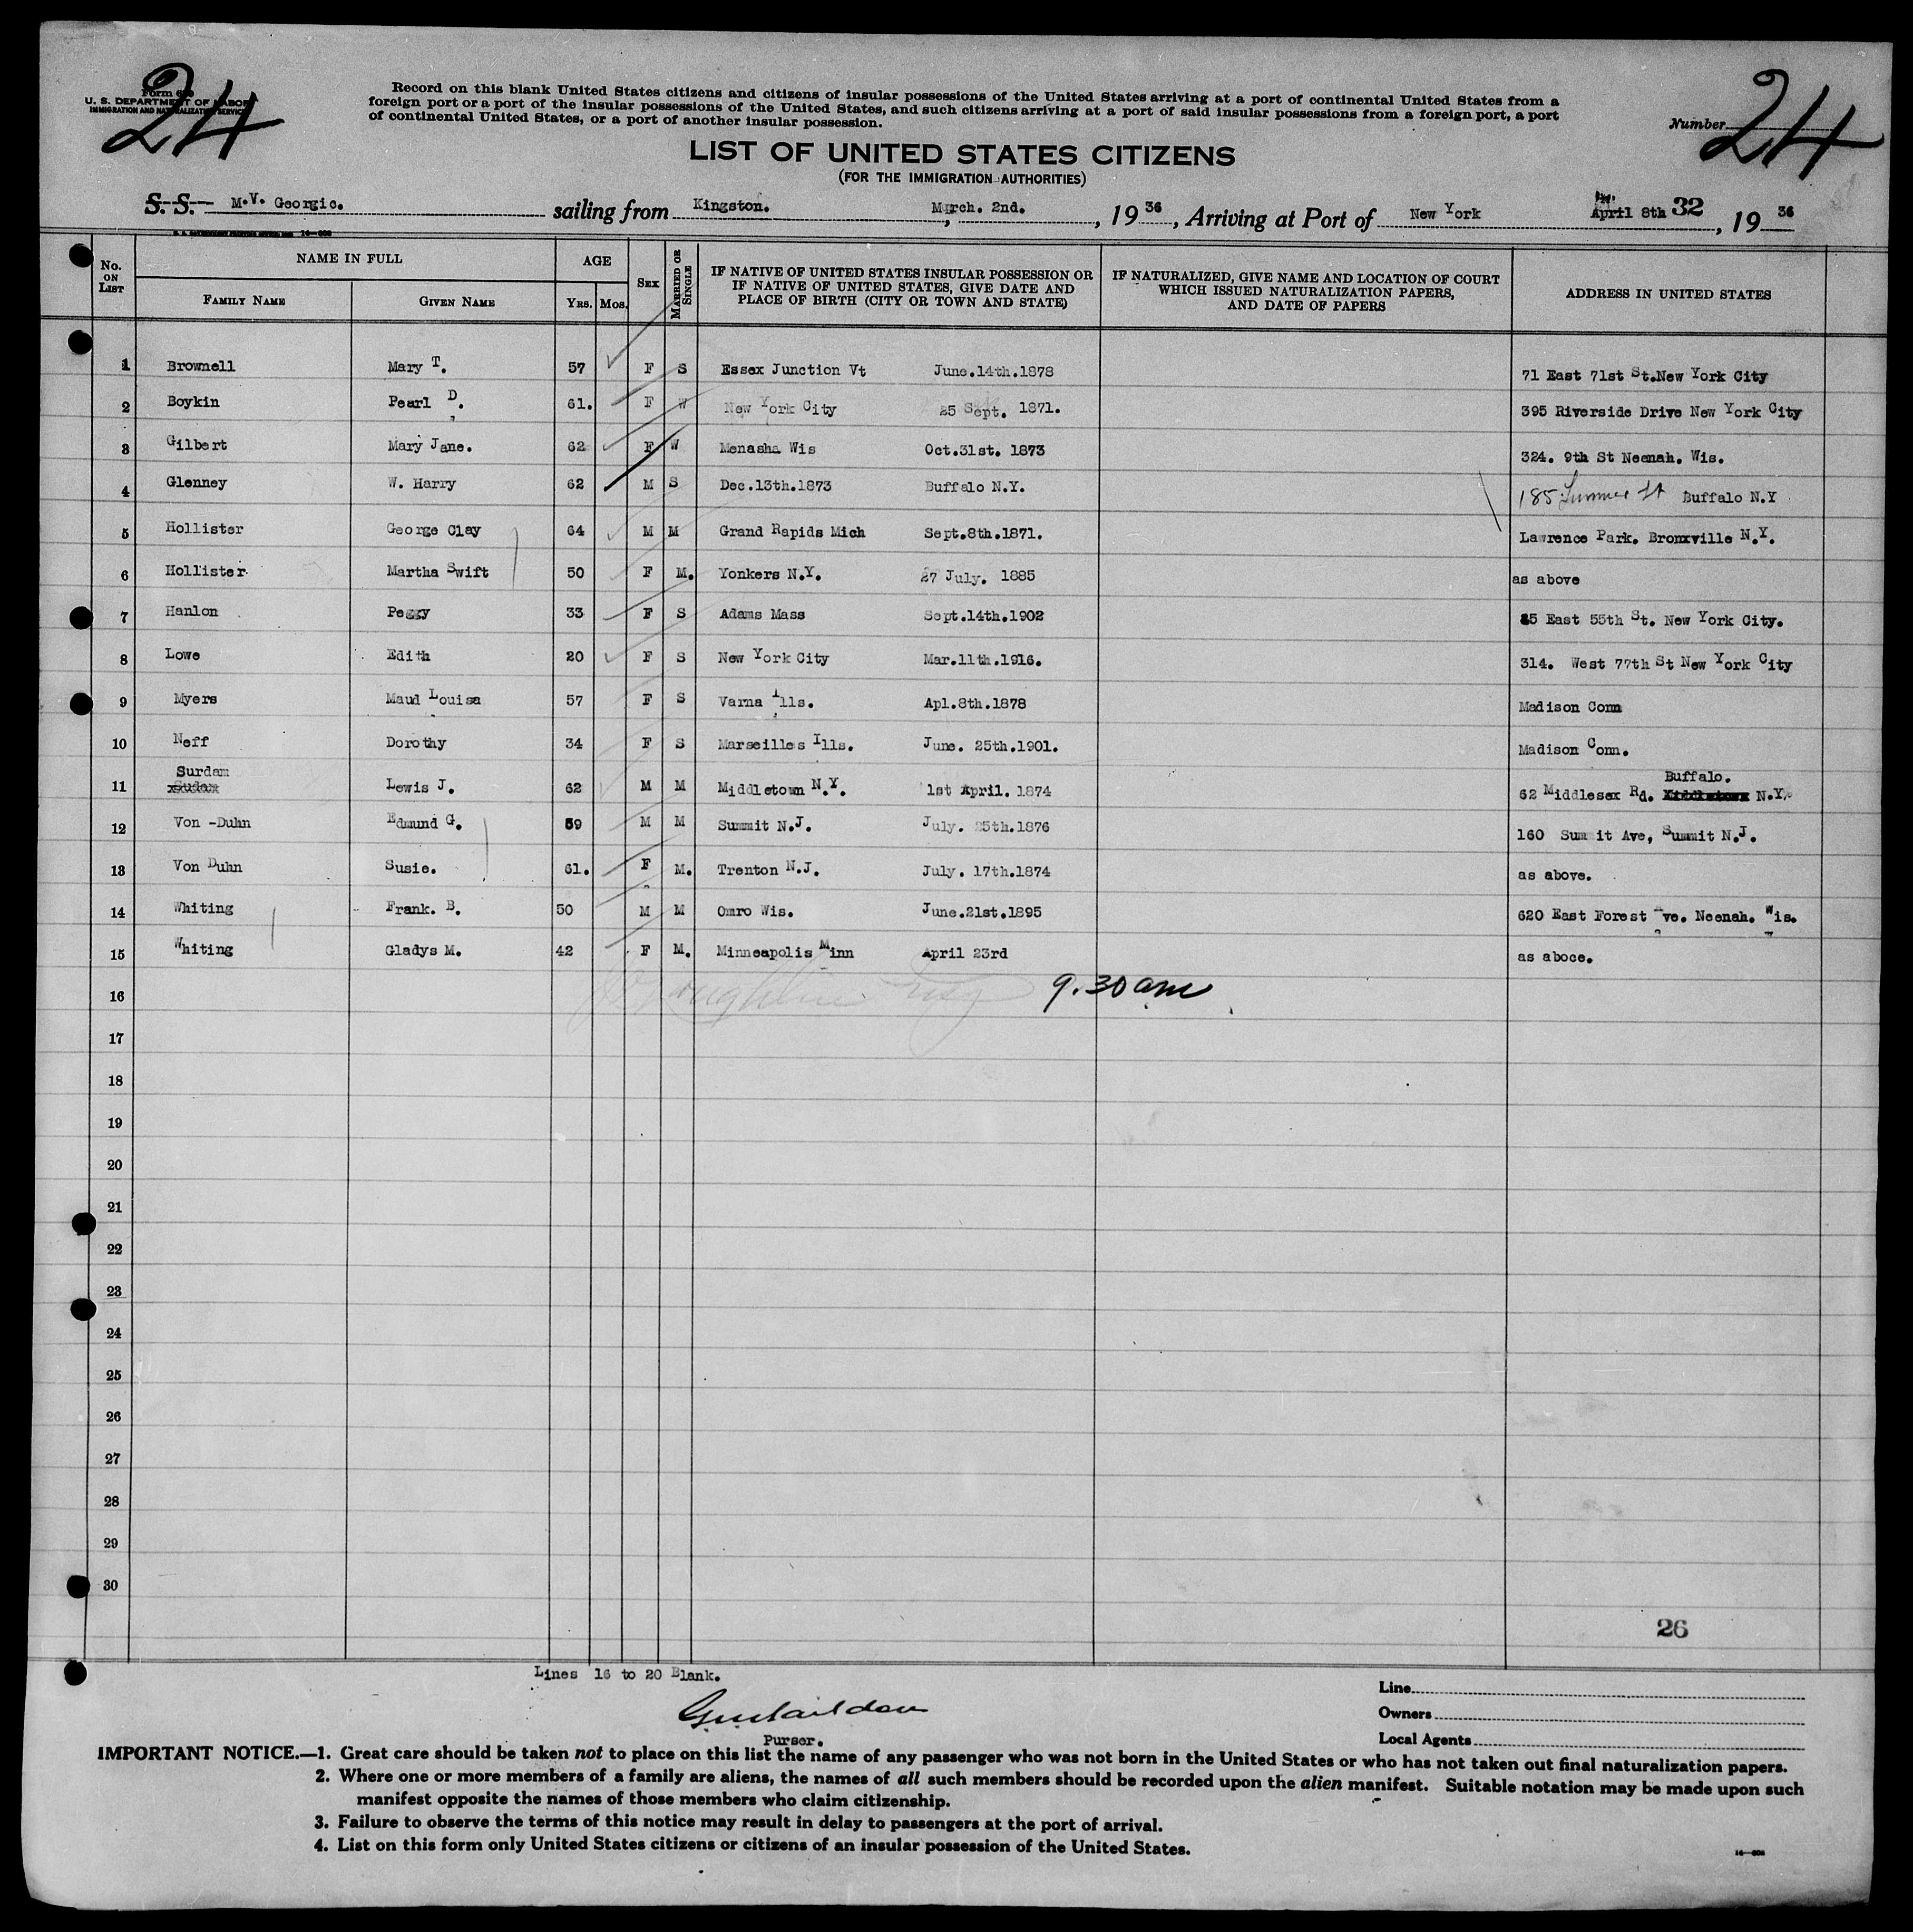 24
Form 630
U. S. DEPARTMENT OF LABOR
IMMIGRATION AND NATURALIZATION SERVICE
Record on this blank United States citizens and citizens of insular possessions of the United States arriving at a port of continental United States from a
foreign port or a port of the insular possessions of the United States, and such citizens arriving at a port of said insular possessions from a foreign port, a port
of continental United States, or a port of another insular possession.
Number 24
LIST OF UNITED STATES CITIZENS
(FOR THE IMMIGRATION AUTHORITIES)
S. S. M.V. Georgic. sailing from Kingston. , March. 2nd. , 19 36 , Arriving at Port of New York April 8th 32 , 19 36
No. ON LIST
NAME IN FULL
FAMILY NAME
GIVEN NAME
AGE
YRS. MOS.
SEX
MARRIED OR SINGLE
IF NATIVE OF UNITED STATES INSULAR POSSESSION OR
IF NATIVE OF UNITED STATES, GIVE DATE AND
PLACE OF BIRTH (CITY OR TOWN AND STATE)
IF NATURALIZED, GIVE NAME AND LOCATION OF COURT
WHICH ISSUED NATURALIZATION PAPERS,
AND DATE OF PAPERS
ADDRESS IN UNITED STATES
1 Brownell Mary T. 57 F S Essex Junction Vt June.14th.1878 71 East 71st St.New York City
2 Boykin Pearl D. 61. F W New York City 25 Sept. 1871. 395 Riverside Drive New York City
3 Gilbert Mary Jane. 62 F W Menasha Wis Oct.31st. 1873 324. 9th St Neenah. Wis.
4 Glenney W. Harry 62 M S Dec.13th.1873 Buffalo N.Y. 185 Summer St Buffalo N.Y
5 Hollister George Clay 64 M M Grand Rapids Mich Sept.8th.1871. Lawrence Park. Bronxville N.Y.
6 Hollister Martha Swift 50 F M. Yonkers N.Y. 27 July. 1885 as above
7 Hanlon Peggy 33 F S Adams Mass Sept.14th.1902 East 55th St. New York City.
8 Lowe Edith 20 F S New York City Mar.11th.1916. 314. West 77th St New York City
9 Myers Maud Louisa 57 F S Varna Ills. Apl.8th.1878 Madison Conn
10 Neff Dorothy 34 F S Marseilles Ills. June. 25th.1901. Madison Conn.
Surdam Buffalo.
11 xSudam Lewis J. 62 M M Middletown N.Y. 1st April. 1874 62 Middlesex Rd. Middletown N.Y.
12 Von -Duhn Edmund G. 59 M M Summit N.J. July. 25th.1876 160 Summit Ave, Summit N.J.
13 Von Duhn Susie. 61. F M. Trenton N.J. July. 17th.1874 as above.
14 Whiting Frank. B. 50 M M Omro Wis. June.21st.1895 620 East Forest Ave. Neenah. Wis.
15 Whiting Gladys M. 42 F M. Minneapolis Minn April 23rd as aboce.
16 9.30 am
17
18
19
20
21
22
23
24
25
26
27
28
29
30
26
Lines 16 to 20 Blank.
Purser.
Line
Owners
Local Agents
IMPORTANT NOTICE.—1. Great care should be taken not to place on this list the name of any passenger who was not born in the United States or who has not taken out final naturalization papers.
2. Where one or more members of a family are aliens, the names of all such members should be recorded upon the alien manifest. Suitable notation may be made upon such
manifest opposite the names of those members who claim citizenship.
3. Failure to observe the terms of this notice may result in delay to passengers at the port of arrival.
4. List on this form only United States citizens or citizens of an insular possession of the United States.